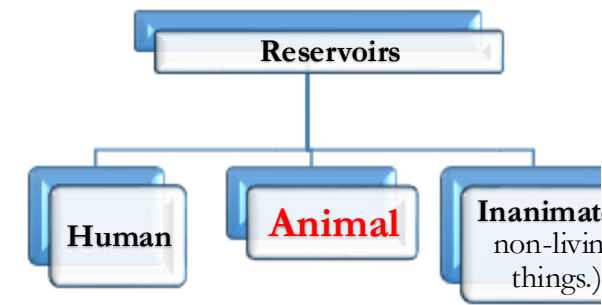 Reservoirs
Human
Animal
Inanimat
non-livin
things.)